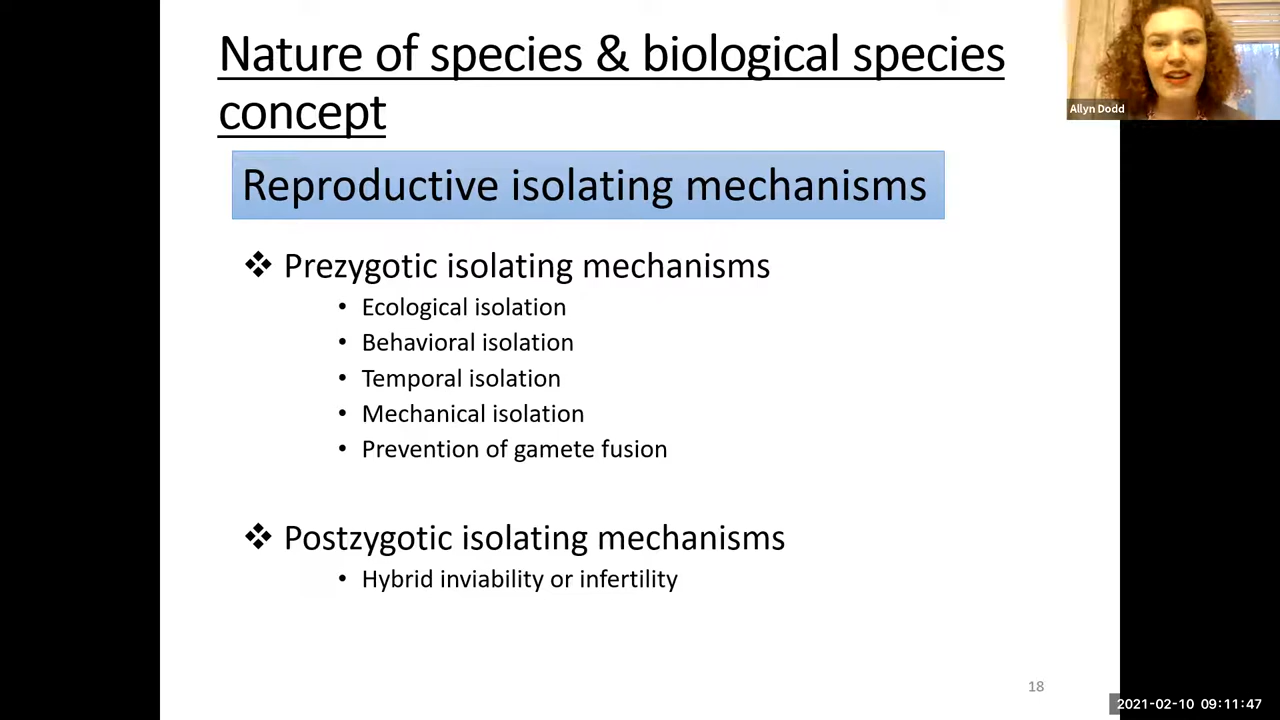 Nature of species & biological species
concept
Allyn Dodd
Reproductive isolating mechanisms
❖ Prezygotic isolating mechanisms
• Ecological isolation
• Behavioral isolation
• Temporal isolation
• Mechanical isolation
• Prevention of gamete fusion
❖ Postzygotic isolating mechanisms
• Hybrid inviability or infertility
18
2021-02-10 09:11:47